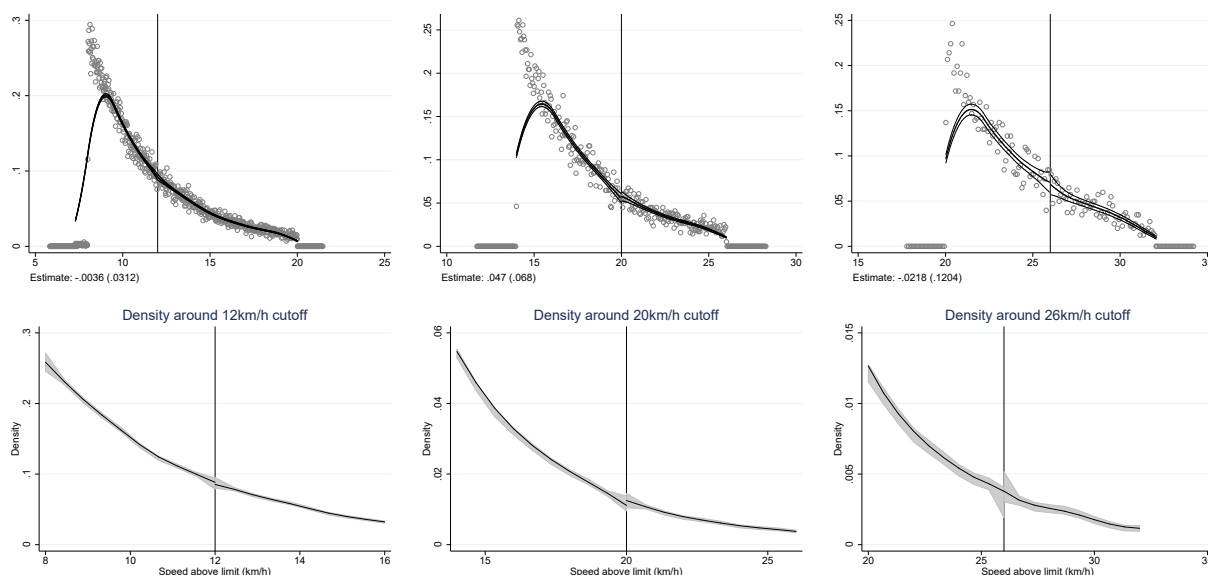 .3
.2
.1
0
5 10 15 20 25
Estimate: -.0036 (.0312)
.25
.2
.15
.1
.05
0
10 15 20 25 30
Estimate: .047 (.068)
.25
.2
.15
.1
.05
0
15 20 25 30 35
Estimate: -.0218 (.1204)
Density around 12km/h cutoff
.3
.2
.1
0
Density
8 10 12 14 16
Speed above limit (km/h)
Density around 20km/h cutoff
.06
.04
.02
0
Density
15 20 25
Speed above limit (km/h)
Density around 26km/h cutoff
.015
.01
.005
0
Density
20 25 30 35
Speed above limit (km/h)